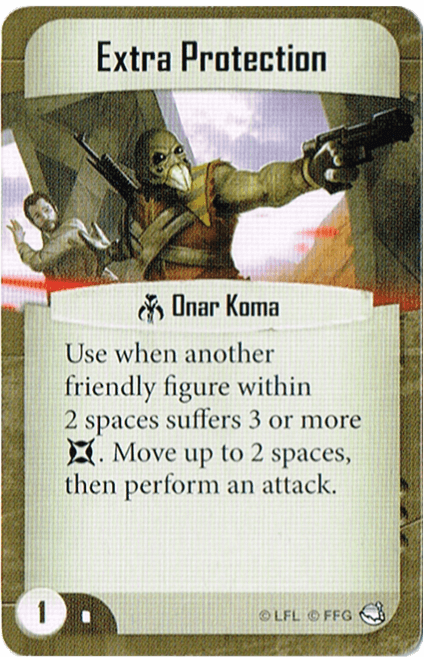 Extra Protection
Onar Koma
Use when another
friendly figure within
2 spaces suffers 3 or more
. Move up to 2 spaces,
then perform an attack.
1
© LFL © FFG